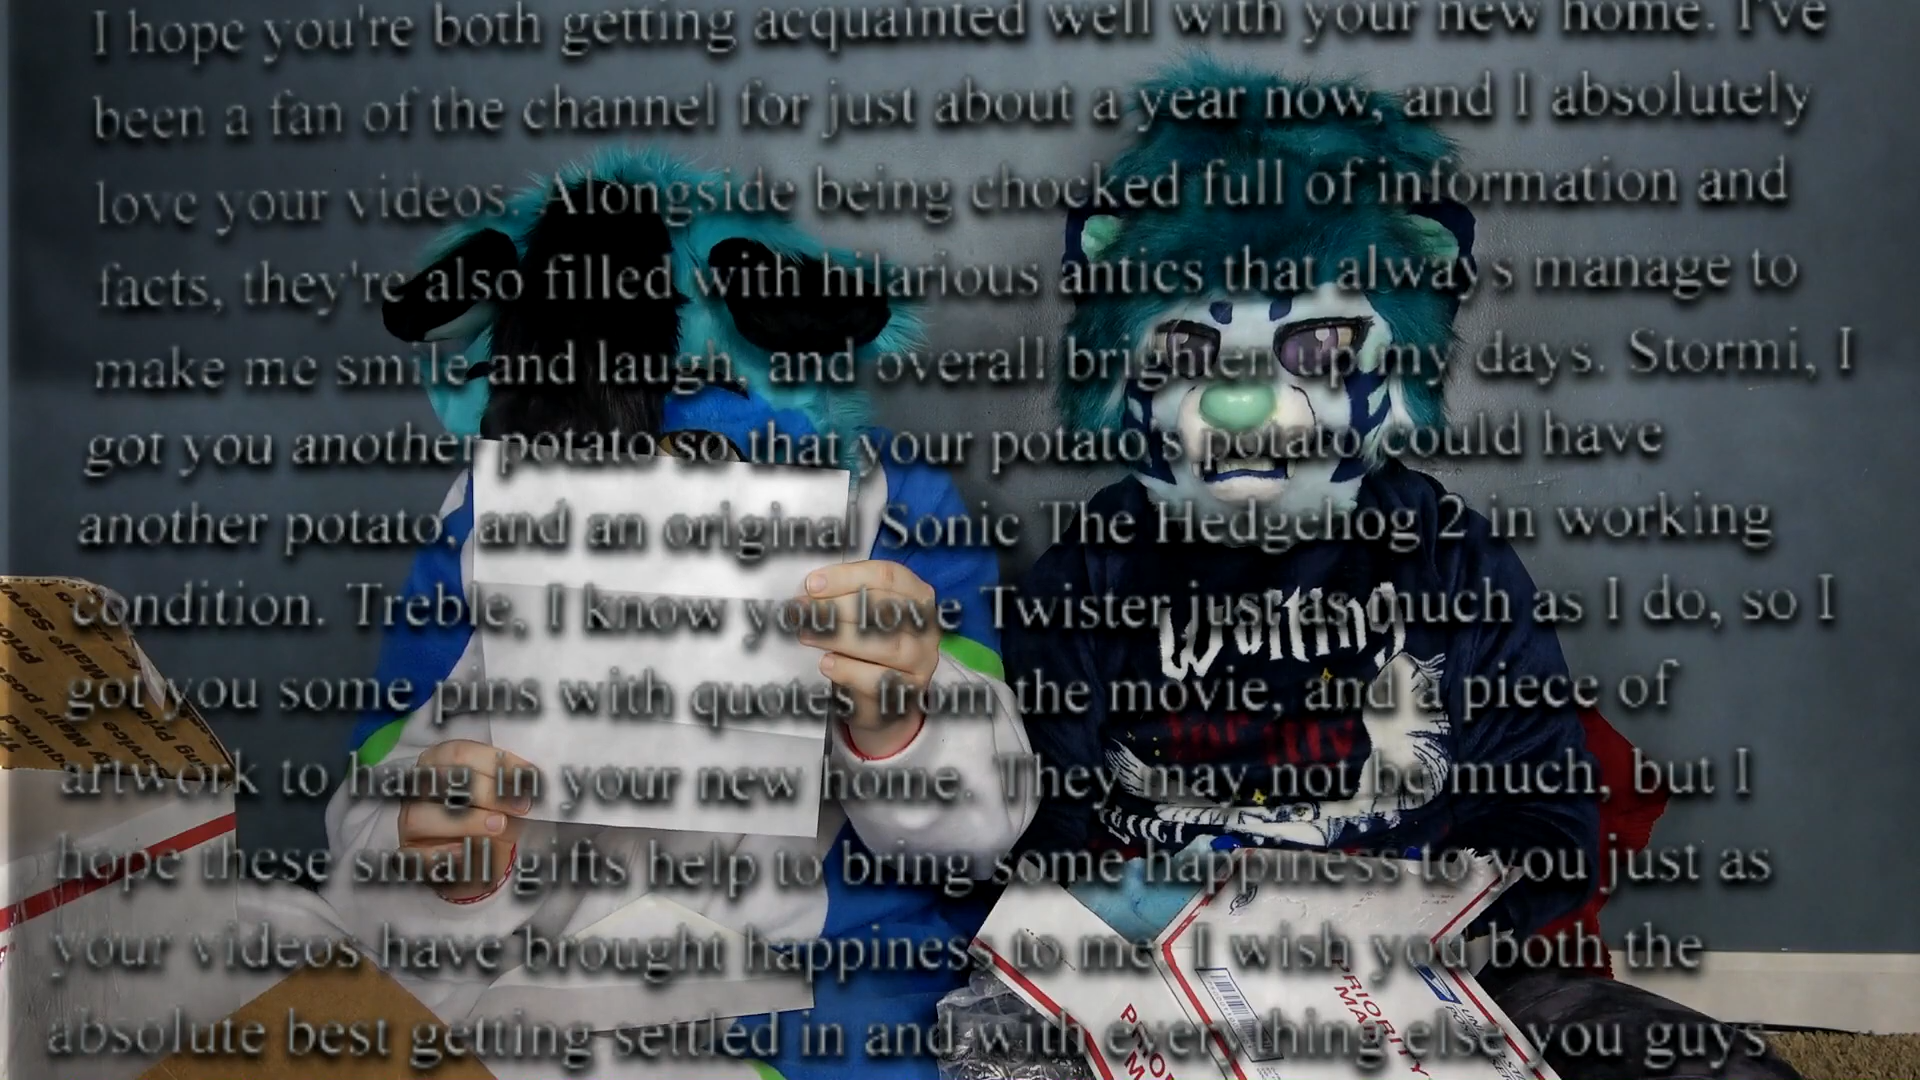 I hope you're both getting acquainted well with your new home. I've
been a fan of the channel for just about a year now, and I absolutely
love your videos. Alongside being chocked full of information and
facts, they're also filled with hilarious antics that always manage to
make me smile and laugh, and overall brighten up my days. Stormi, I
got you another potato so that your potato's potato could have
another potato, and an original Sonic The Hedgehog 2 in working
condition. Treble, I know you love Twister just as much as I do, so I
got you some pins with quotes from the movie, and a piece of
artwork to hang in your new home. They may not be much, but I
hope these small gifts help to bring some happiness to you just as
your videos have brought happiness to me. I wish you both the
absolute best getting settled in and with everything else you guys
Waiting
for my
PRIORITY
MA